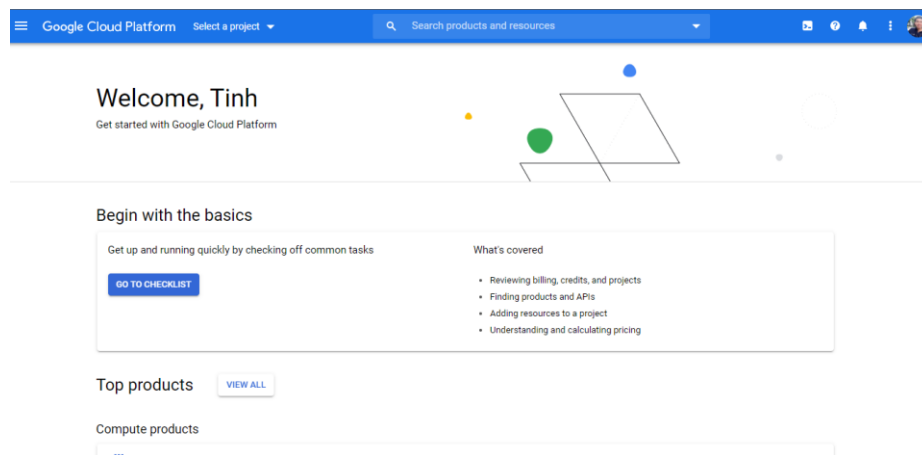 Google Cloud Platform Select a project Search products and resources
Welcome, Tinh
Get started with Google Cloud Platform
Begin with the basics
Get up and running quickly by checking off common tasks
GO TO CHECKLIST
What's covered
Reviewing billing, credits, and projects
Finding products and APIs
Adding resources to a project
Understanding and calculating pricing
Top products VIEW ALL
Compute products